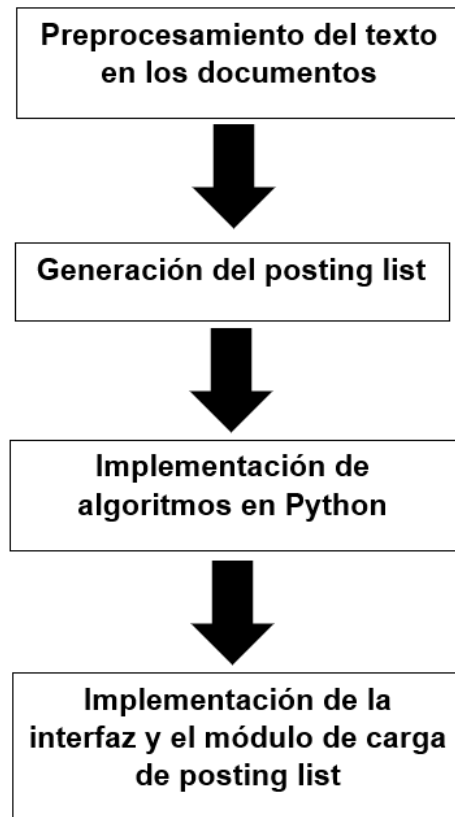 Preprocesamiento del texto
en los documentos
Generación del posting list
Implementación de
algoritmos en Python
Implementación de la
interfaz y el módulo de carga
de posting list